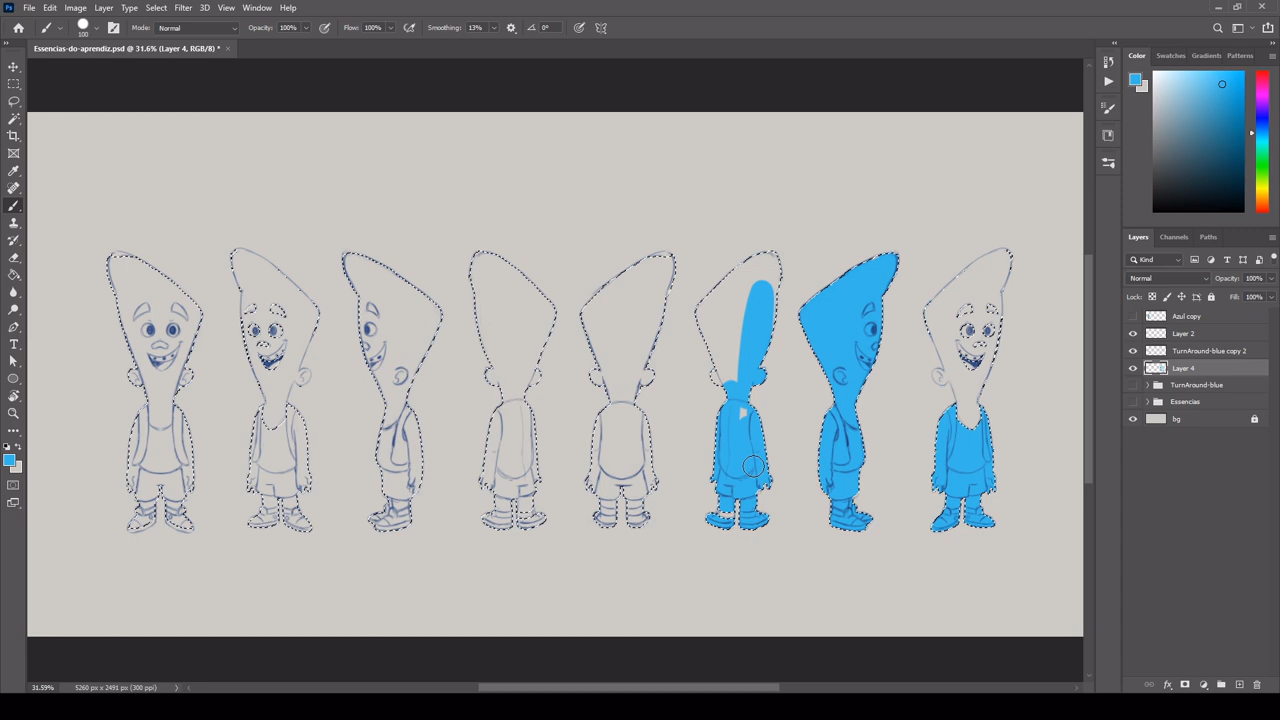 Ps File Edit Image Layer Type Select Filter 3D View Window Help
100 Mode: Normal Opacity: 100% Flow: 100% Smoothing: 13% 0°
Essencias-do-aprendiz.psd @ 31.6% (Layer 4, RGB/8) *
Color Swatches Gradients Patterns
Layers Channels Paths
Kind
Normal Opacity: 100%
Lock: Fill: 100%
Azul copy
Layer 2
TurnAround-blue copy 2
Layer 4
TurnAround-blue
Essencias
bg
31.59% 5260 px x 2491 px (300 ppi)
fx